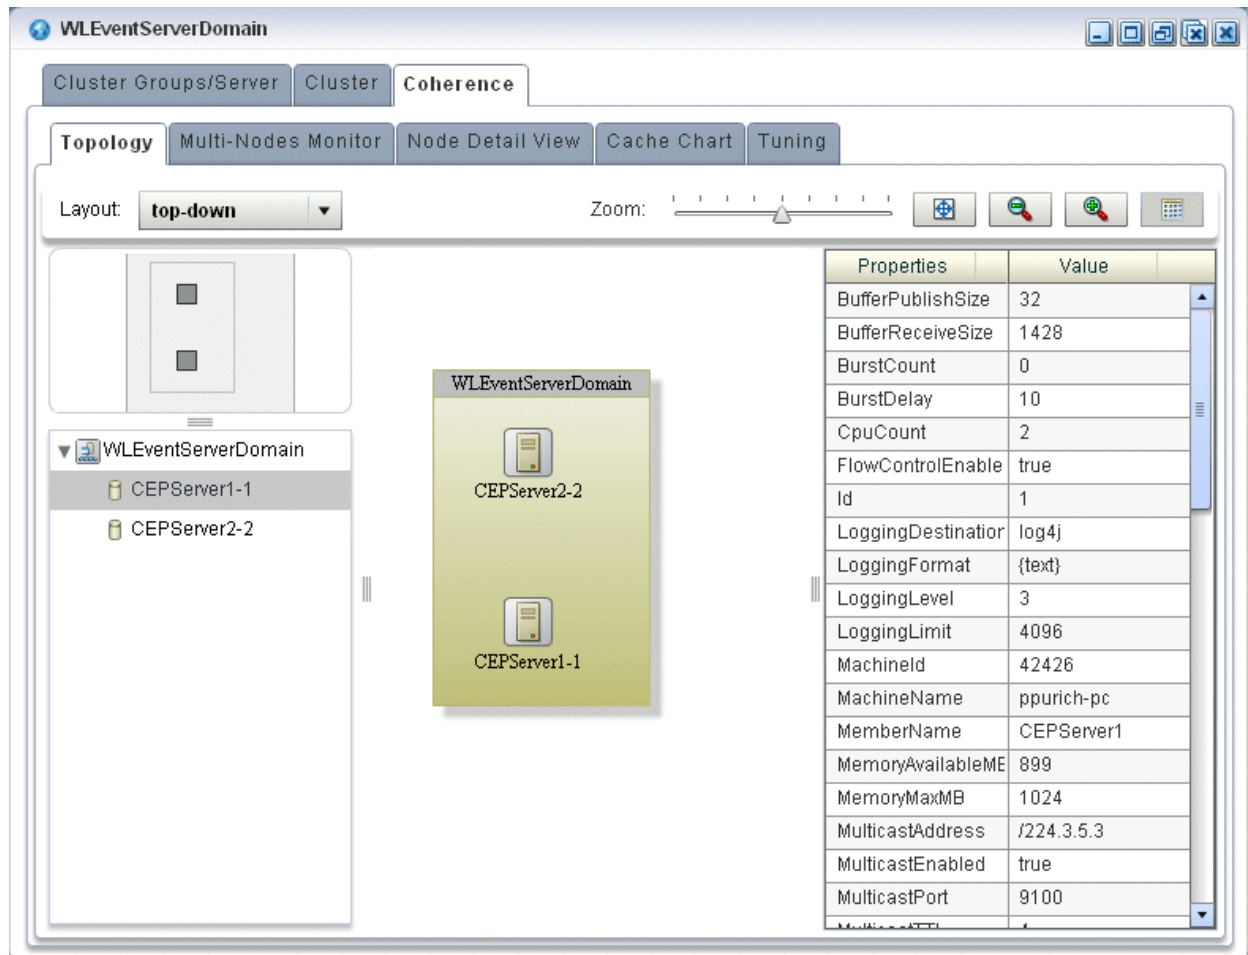 WLEventServerDomain
Cluster Groups/Server Cluster Coherence
Topology Multi-Nodes Monitor Node Detail View Cache Chart Tuning
Layout: top-down Zoom:
WLEventServerDomain
CEPServer1-1
CEPServer2-2
WLEventServerDomain
CEPServer2-2
CEPServer1-1
Properties Value
BufferPublishSize 32
BufferReceiveSize 1428
BurstCount 0
BurstDelay 10
CpuCount 2
FlowControlEnable true
Id 1
LoggingDestination log4j
LoggingFormat {text}
LoggingLevel 3
LoggingLimit 4096
MachineId 42426
MachineName ppurich-pc
MemberName CEPServer1
MemoryAvailableME 899
MemoryMaxMB 1024
MulticastAddress /224.3.5.3
MulticastEnabled true
MulticastPort 9100